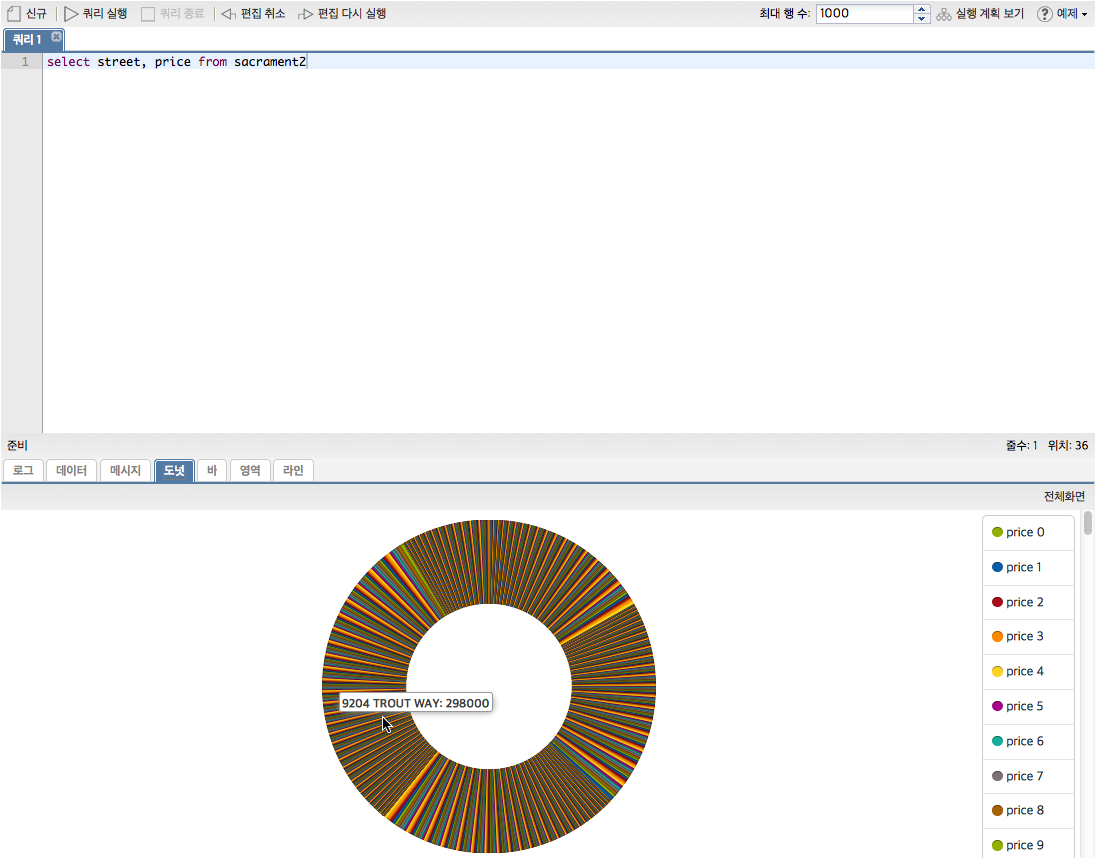 신규 쿼리 실행 쿼리 종료 편집 취소 편집 다시 실행 최대 행 수: 1000 실행 계획 보기 ? 예제
쿼리 1
1 select street, price from sacrament2
준비 줄수: 1 위치: 36
로그 데이터 메시지 도넛 바 영역 라인
전체화면
price 0
price 1
price 2
price 3
price 4
price 5
9204 TROUT WAY: 298000
price 6
price 7
price 8
price 9